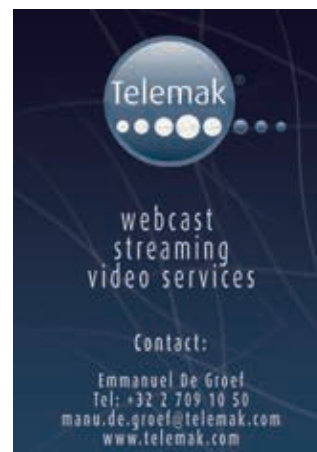 Telemak®
webcast
streaming
video services
Contact:
Emmanuel De Groef
Tel: +32 2 709 10 50
manu.de.groef@telemak.com
www.telemak.com